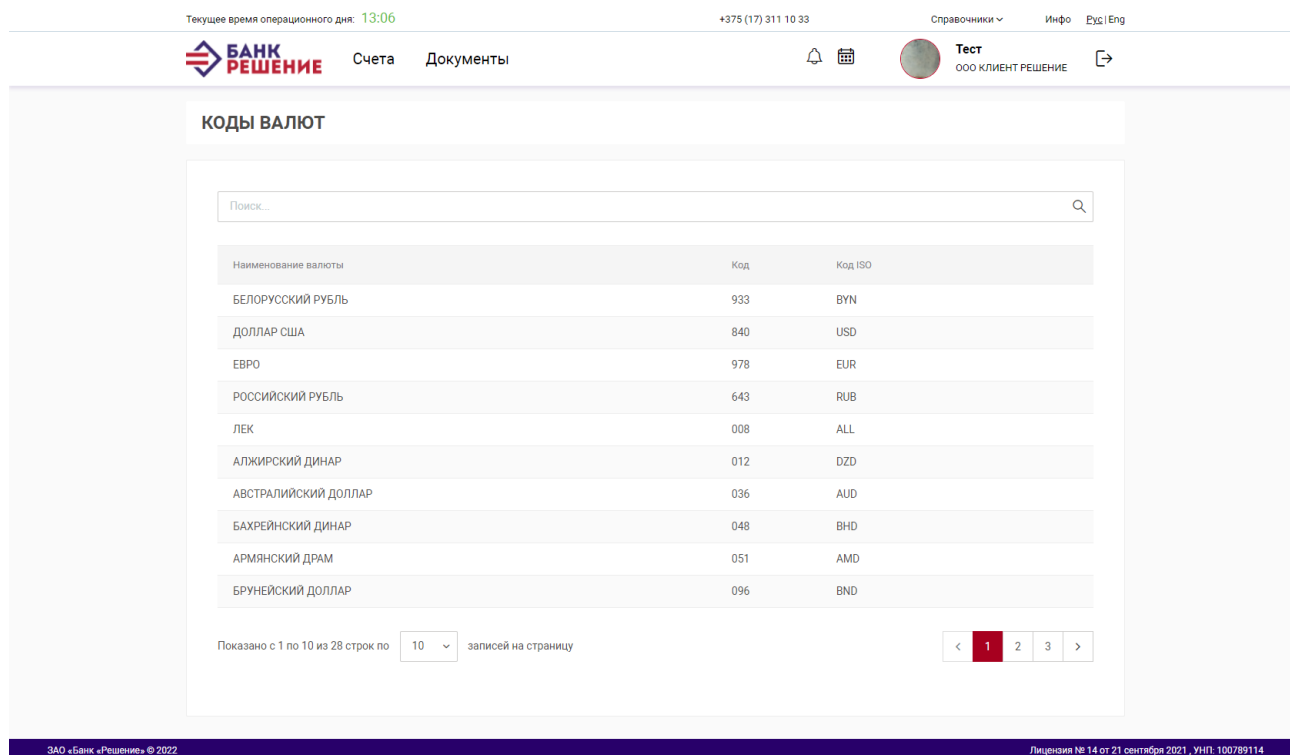 Текущее время операционного дня: 13:06 +375 (17) 311 10 33 Справочники Инфо Рус | Eng
БАНК
РЕШЕНИЕ
Счета Документы
Тест
ООО КЛИЕНТ РЕШЕНИЕ
КОДЫ ВАЛЮТ
Поиск...
Наименование валюты Код Код ISO
БЕЛОРУССКИЙ РУБЛЬ 933 BYN
ДОЛЛАР США 840 USD
ЕВРО 978 EUR
РОССИЙСКИЙ РУБЛЬ 643 RUB
ЛЕК 008 ALL
АЛЖИРСКИЙ ДИНАР 012 DZD
АВСТРАЛИЙСКИЙ ДОЛЛАР 036 AUD
БАХРЕЙНСКИЙ ДИНАР 048 BHD
АРМЯНСКИЙ ДРАМ 051 AMD
БРУНЕЙСКИЙ ДОЛЛАР 096 BND
Показано с 1 по 10 из 28 строк по 10 записей на страницу < 1 2 3 >
ЗАО «Банк «Решение» © 2022 Лицензия № 14 от 21 сентября 2021 , УНП: 100789114